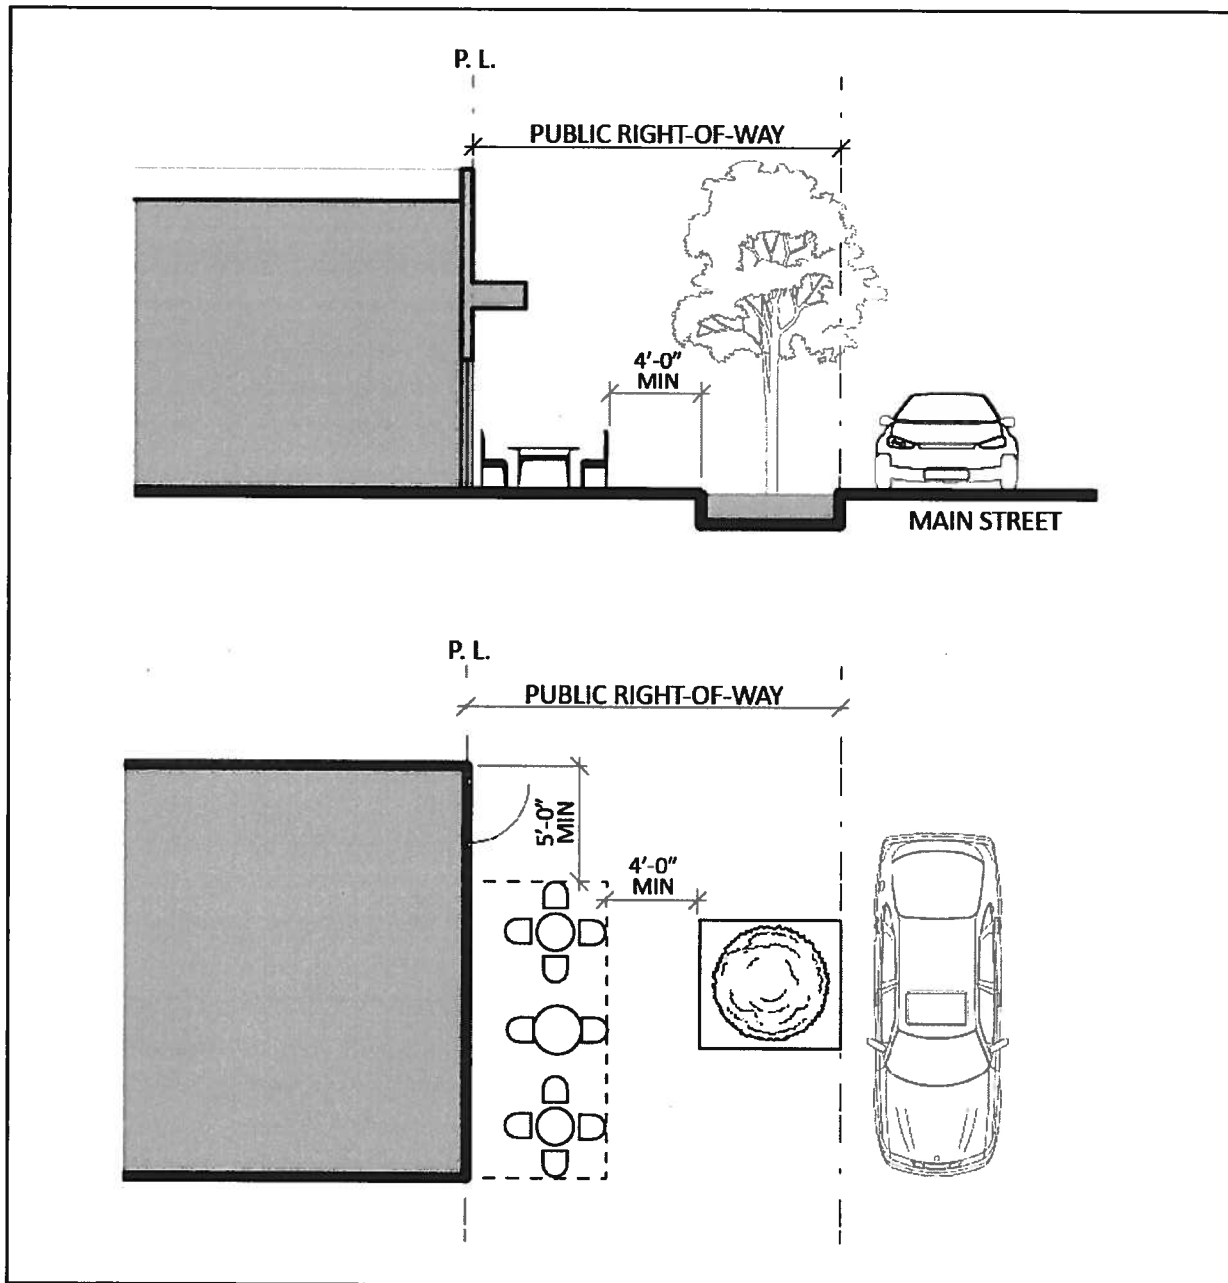 P. L.
PUBLIC RIGHT-OF-WAY
4'-0"
MIN
MAIN STREET
P. L.
PUBLIC RIGHT-OF-WAY
5'-0"
MIN
4'-0"
MIN